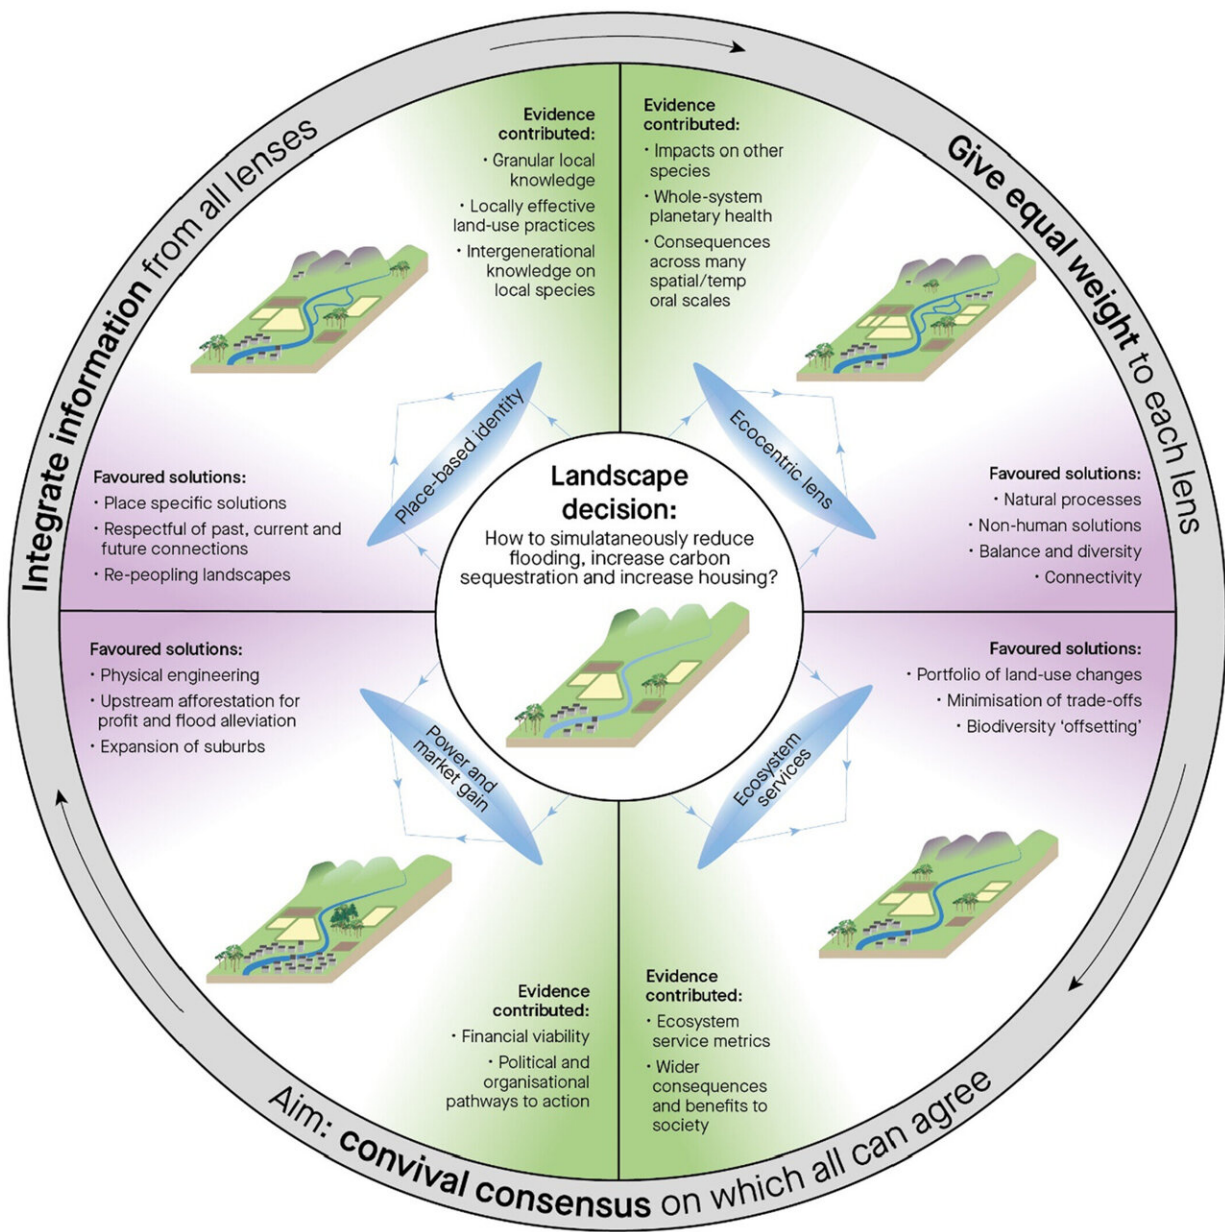 Integrate information from all lenses
Give equal weight to each lens
Aim: convival consensus on which all can agree
Evidence
contributed:
· Granular local
knowledge
· Locally effective
land-use practices
· Intergenerational
knowledge on
local species
Evidence
contributed:
· Impacts on other
species
· Whole-system
planetary health
· Consequences
across many
spatial/temp
oral scales
Place-based identity
Ecocentric lens
Favoured solutions:
· Place specific solutions
· Respectful of past, current and
future connections
· Re-peopling landscapes
Landscape
decision:
How to simulataneously reduce
flooding, increase carbon
sequestration and increase housing?
Favoured solutions:
· Natural processes
· Non-human solutions
· Balance and diversity
· Connectivity
Favoured solutions:
· Physical engineering
· Upstream afforestation for
profit and flood alleviation
· Expansion of suburbs
Favoured solutions:
· Portfolio of land-use changes
· Minimisation of trade-offs
· Biodiversity ‘offsetting’
Power and
market gain
Ecosystem
services
Evidence
contributed:
· Financial viability
· Political and
organisational
pathways to action
Evidence
contributed:
· Ecosystem
service metrics
· Wider
consequences
and benefits to
society